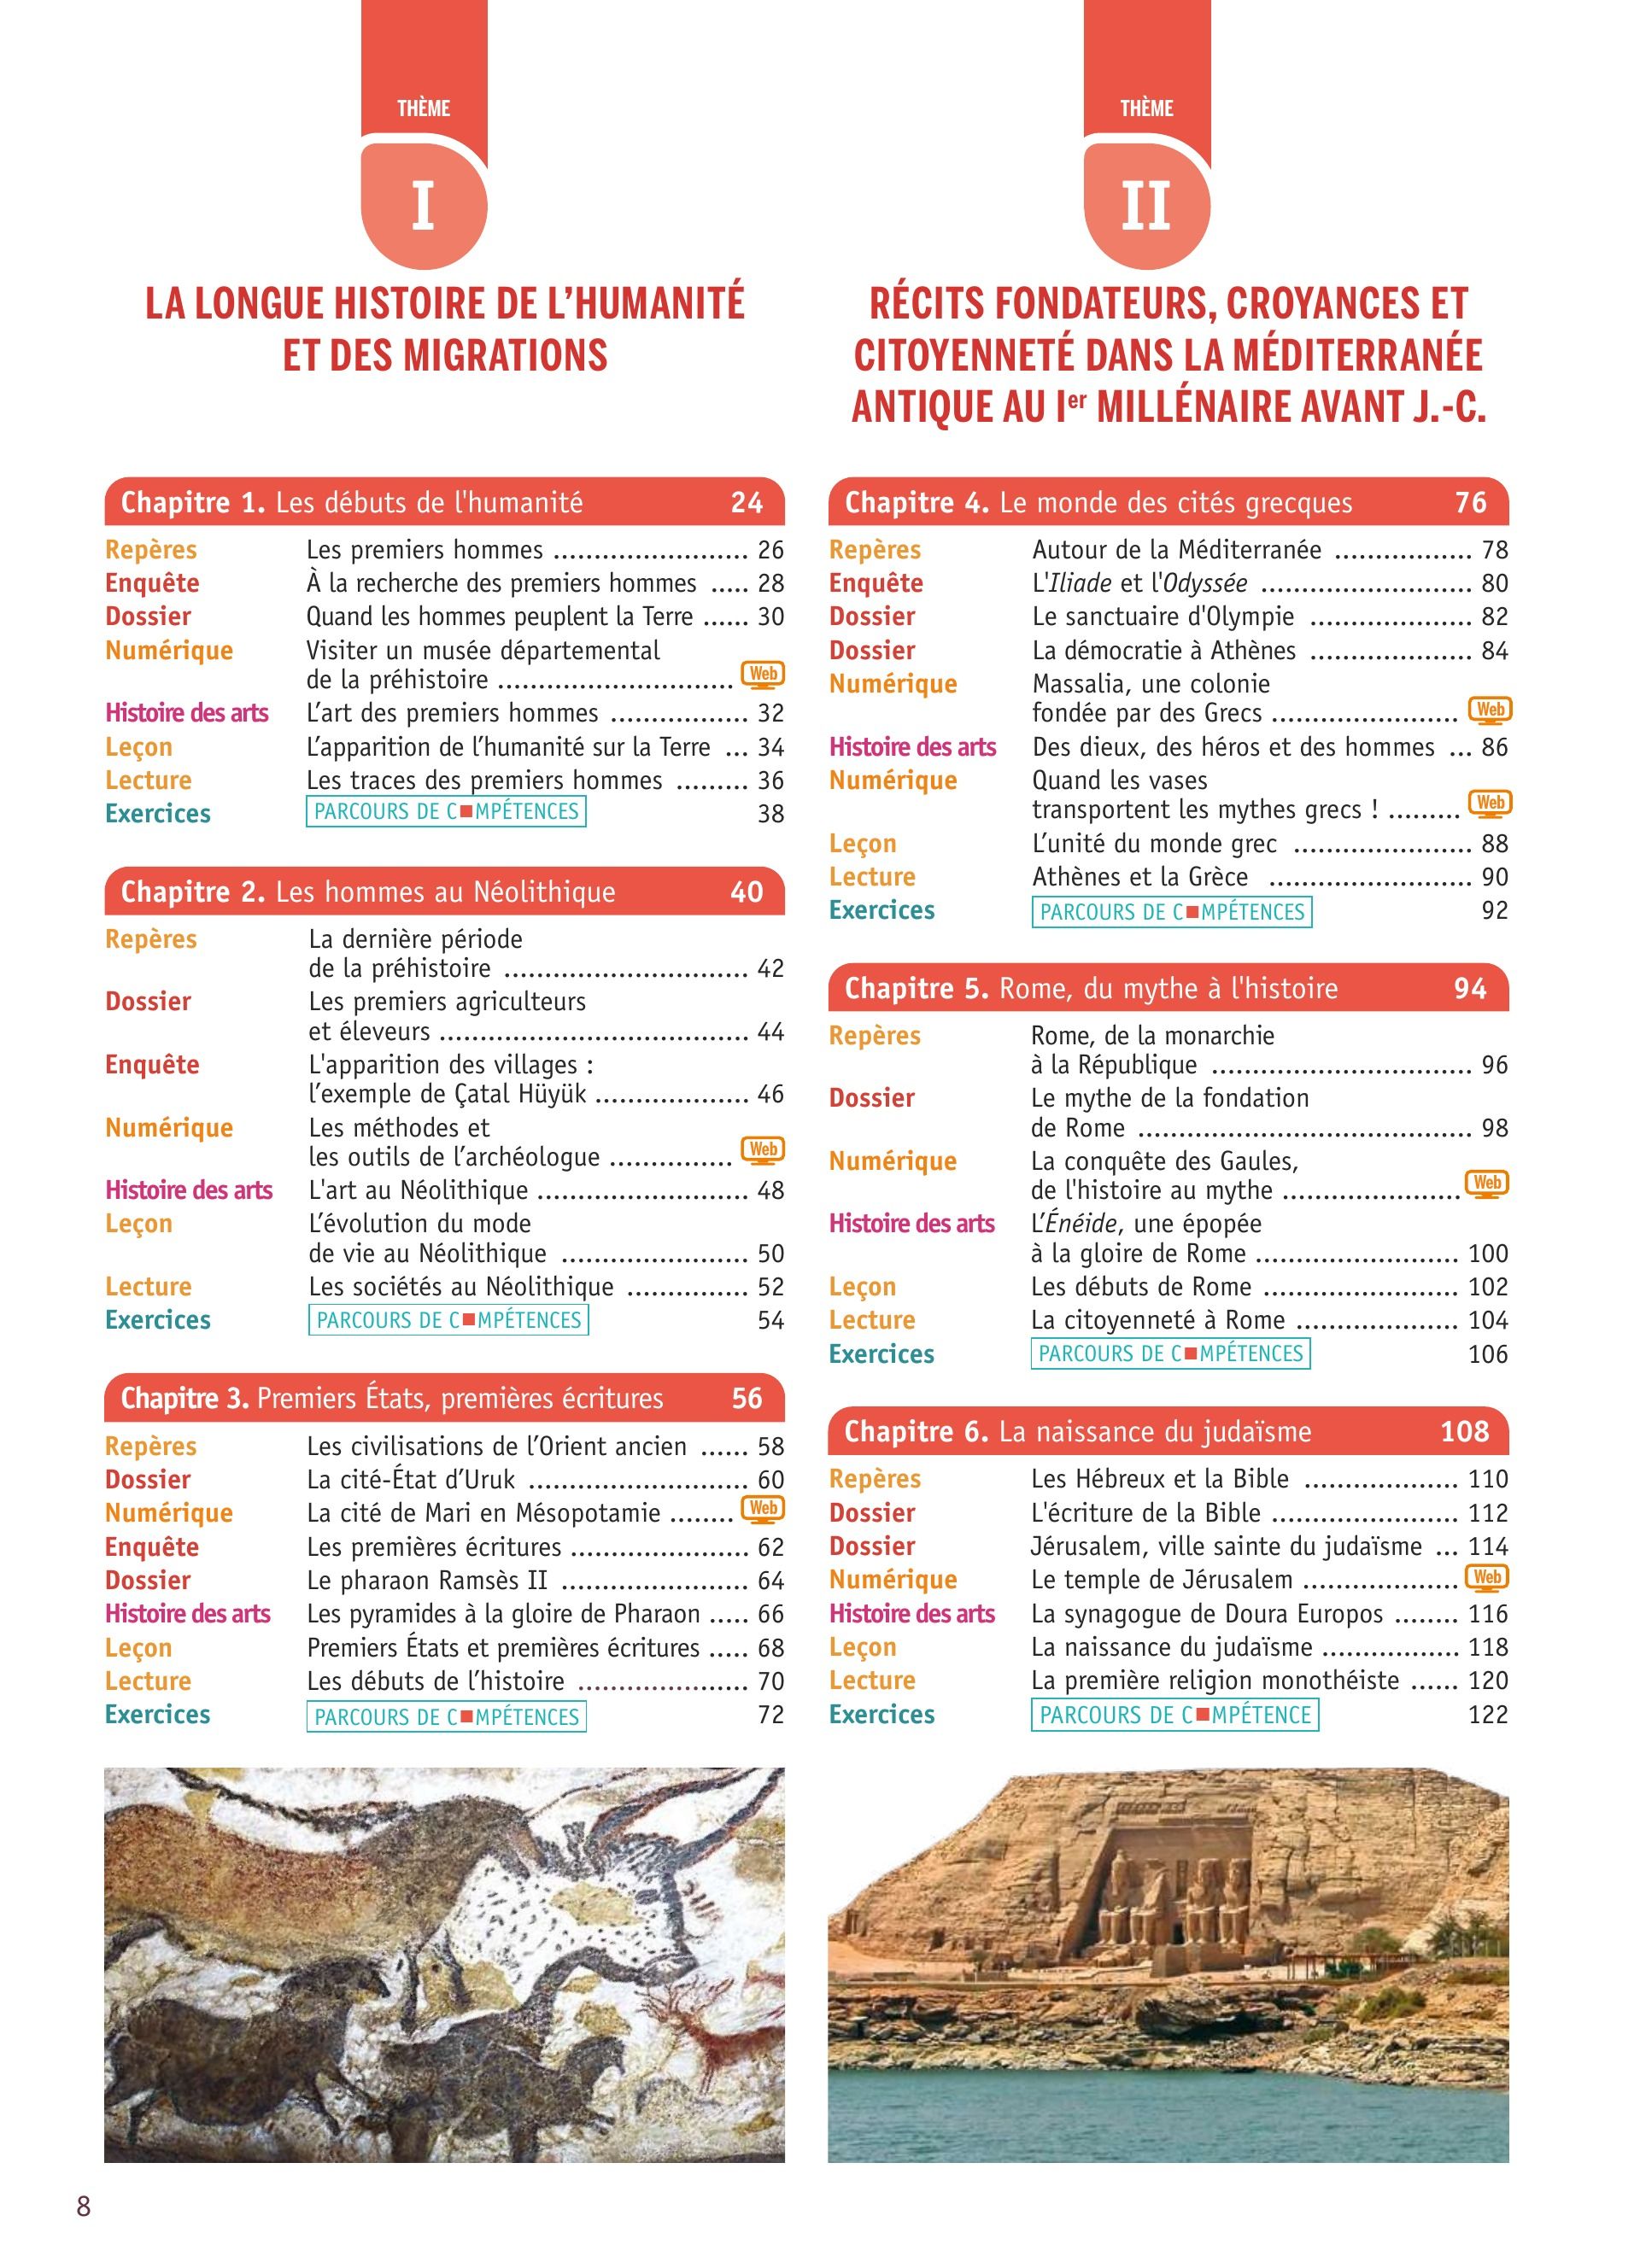 THÈME
I
LA LONGUE HISTOIRE DE L’HUMANITÉ
ET DES MIGRATIONS
Chapitre 1. Les débuts de l'humanité 24
Repères Les premiers hommes ........................ 26
Enquête À la recherche des premiers hommes ..... 28
Dossier Quand les hommes peuplent la Terre ...... 30
Numérique Visiter un musée départemental
de la préhistoire ............................. Web
Histoire des arts L’art des premiers hommes ................. 32
Leçon L’apparition de l’humanité sur la Terre ... 34
Lecture Les traces des premiers hommes ......... 36
Exercices PARCOURS DE C■MPÉTENCES 38
Chapitre 2. Les hommes au Néolithique 40
Repères La dernière période
de la préhistoire .............................. 42
Dossier Les premiers agriculteurs
et éleveurs ...................................... 44
Enquête L'apparition des villages :
l’exemple de Çatal Hüyük ................... 46
Numérique Les méthodes et
les outils de l’archéologue ............... Web
Histoire des arts L'art au Néolithique .......................... 48
Leçon L’évolution du mode
de vie au Néolithique ....................... 50
Lecture Les sociétés au Néolithique ............... 52
Exercices PARCOURS DE C■MPÉTENCES 54
Chapitre 3. Premiers États, premières écritures 56
Repères Les civilisations de l’Orient ancien ...... 58
Dossier La cité-État d’Uruk ........................... 60
Numérique La cité de Mari en Mésopotamie ........ Web
Enquête Les premières écritures ...................... 62
Dossier Le pharaon Ramsès II ....................... 64
Histoire des arts Les pyramides à la gloire de Pharaon ..... 66
Leçon Premiers États et premières écritures ..... 68
Lecture Les débuts de l’histoire ..................... 70
Exercices PARCOURS DE C■MPÉTENCES 72
THÈME
II
RÉCITS FONDATEURS, CROYANCES ET
CITOYENNETÉ DANS LA MÉDITERRANÉE
ANTIQUE AU Ier MILLÉNAIRE AVANT J.-C.
Chapitre 4. Le monde des cités grecques 76
Repères Autour de la Méditerranée ................. 78
Enquête L'Iliade et l'Odyssée .......................... 80
Dossier Le sanctuaire d'Olympie .................... 82
Dossier La démocratie à Athènes .................... 84
Numérique Massalia, une colonie
fondée par des Grecs ....................... Web
Histoire des arts Des dieux, des héros et des hommes ... 86
Numérique Quand les vases
transportent les mythes grecs ! ......... Web
Leçon L’unité du monde grec ...................... 88
Lecture Athènes et la Grèce ......................... 90
Exercices PARCOURS DE C■MPÉTENCES 92
Chapitre 5. Rome, du mythe à l'histoire 94
Repères Rome, de la monarchie
à la République ................................ 96
Dossier Le mythe de la fondation
de Rome ......................................... 98
Numérique La conquête des Gaules,
de l'histoire au mythe ...................... Web
Histoire des arts L’Énéide, une épopée
à la gloire de Rome ......................... 100
Leçon Les débuts de Rome ........................ 102
Lecture La citoyenneté à Rome .................... 104
Exercices PARCOURS DE C■MPÉTENCES 106
Chapitre 6. La naissance du judaïsme 108
Repères Les Hébreux et la Bible ................... 110
Dossier L'écriture de la Bible ....................... 112
Dossier Jérusalem, ville sainte du judaïsme ... 114
Numérique Le temple de Jérusalem ................... Web
Histoire des arts La synagogue de Doura Europos ........ 116
Leçon La naissance du judaïsme ................. 118
Lecture La première religion monothéiste ...... 120
Exercices PARCOURS DE C■MPÉTENCE 122
8